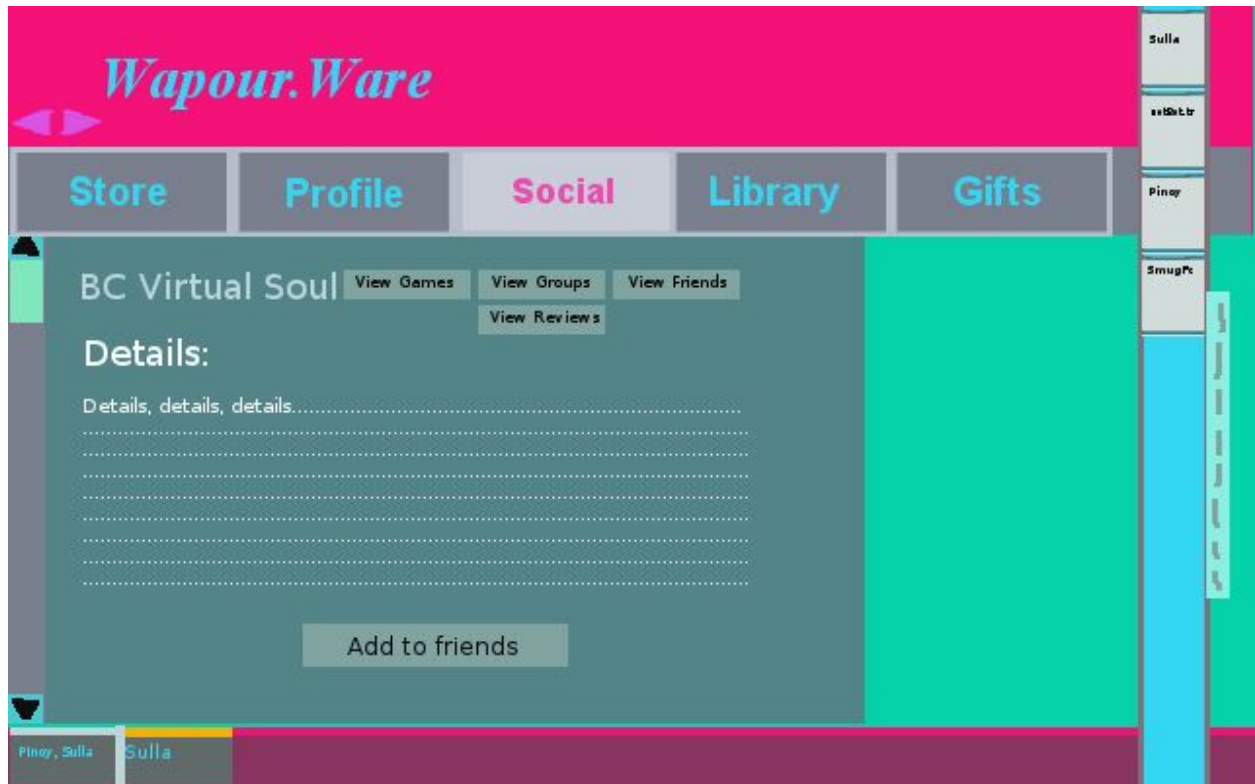 Wapour.Ware
Store
Profile
Social
Library
Gifts
BC Virtual Soul
View Games
View Groups
View Friends
View Reviews
Details:
Details, details, details..........................................................................................
..........................................................................................
..........................................................................................
..........................................................................................
..........................................................................................
..........................................................................................
..........................................................................................
..........................................................................................
Add to friends
Sulla
Pinoy
Pinoy, Sulla
Sulla